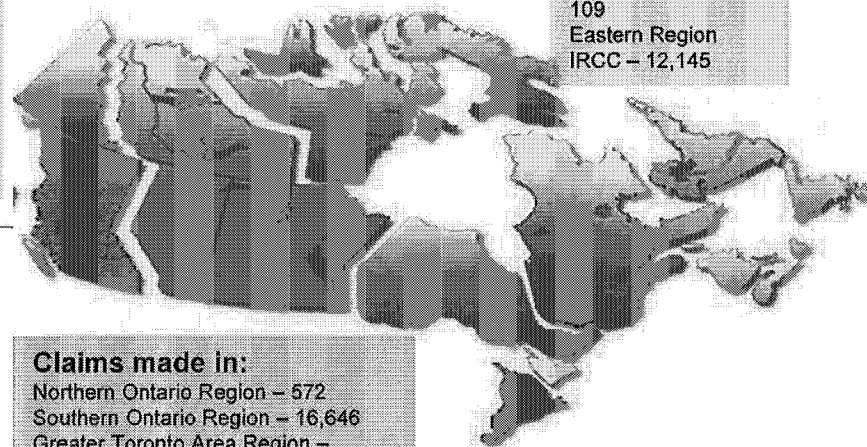 109
Eastern Region
IRCC – 12,145
Claims made in:
Northern Ontario Region – 572
Southern Ontario Region – 16,646
Greater Toronto Area Region –